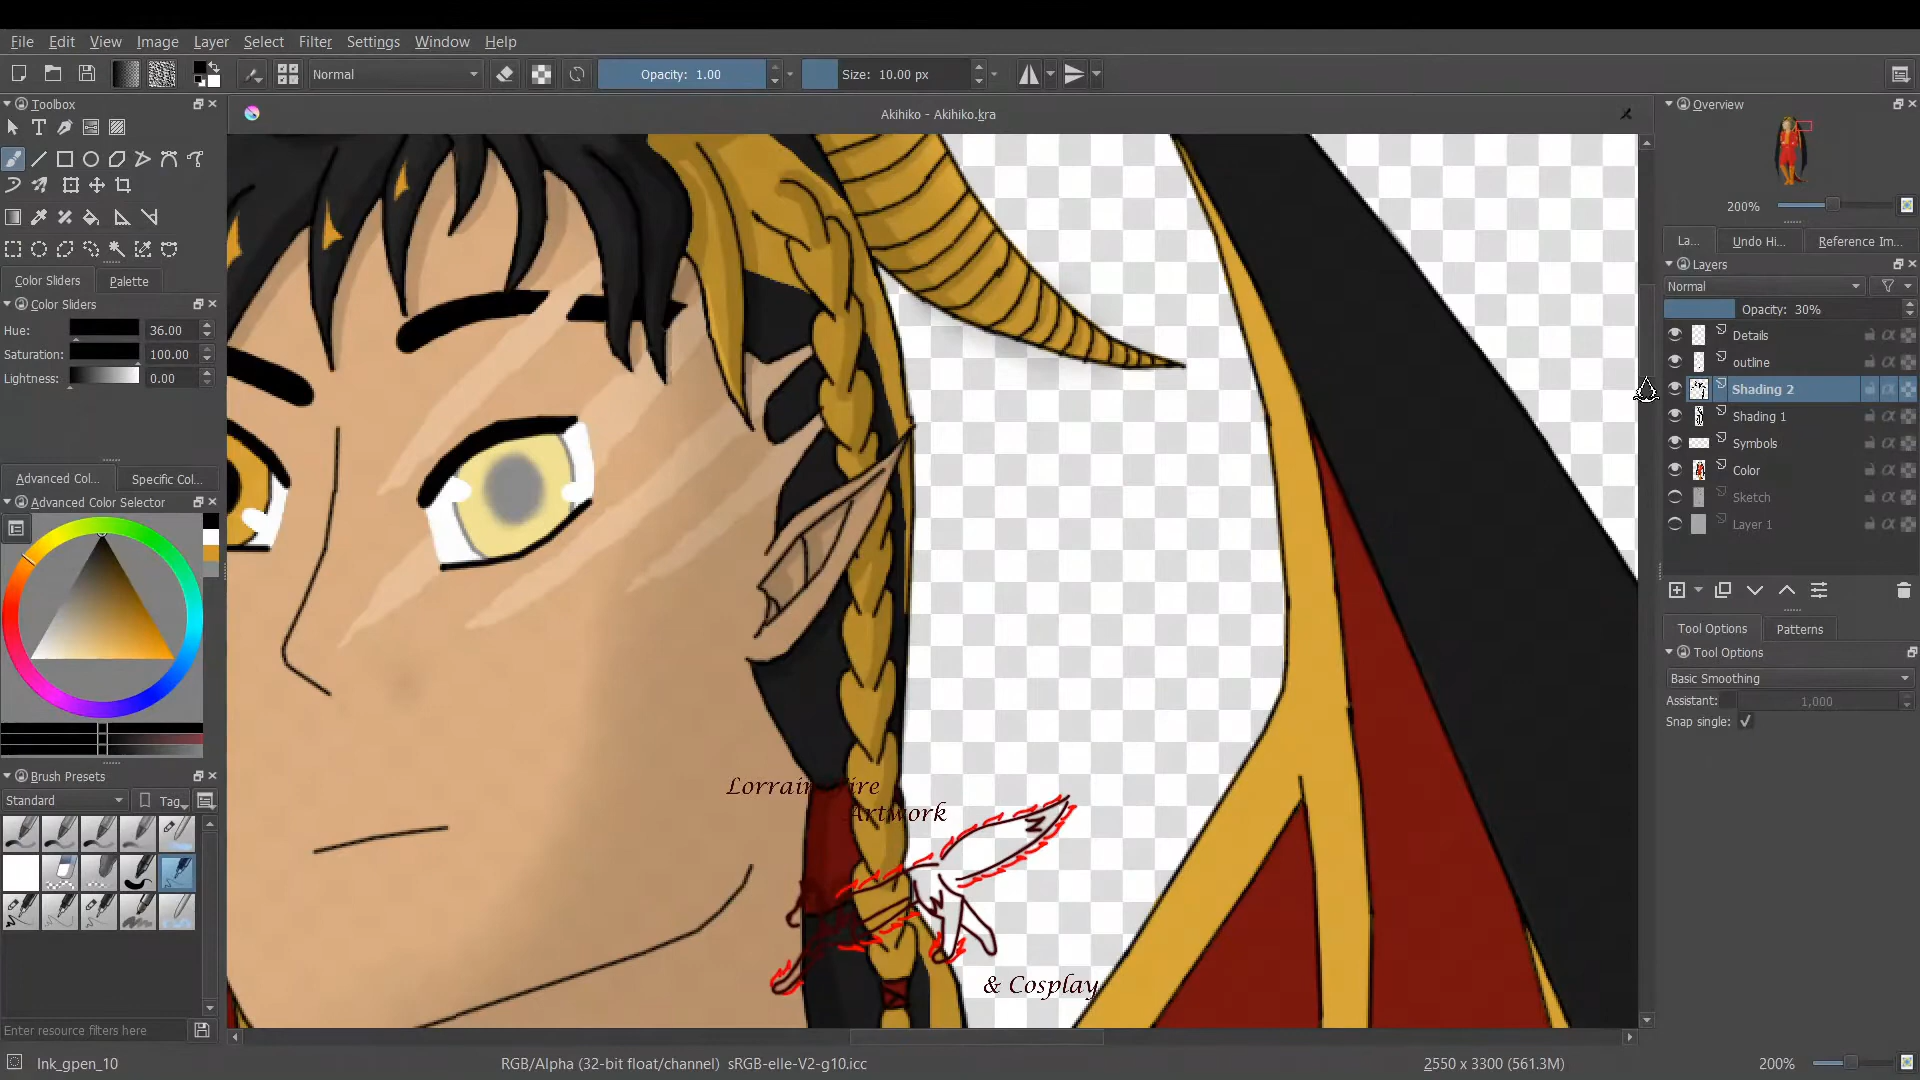 File Edit View Image Layer Select Filter Settings Window Help
Normal Opacity: 1.00 Size: 10.00 px
Toolbox
Akihiko - Akihiko.kra
Overview
200%
Color Sliders Palette
Color Sliders
Hue: 36.00
Saturation: 100.00
Lightness: 0.00
La... Undo Hi... Reference Im...
Layers
Normal
Opacity: 30%
Details
outline
Shading 2
Shading 1
Symbols
Color
Sketch
Layer 1
Advanced Col... Specific Col...
Advanced Color Selector
Tool Options Patterns
Tool Options
Basic Smoothing
Assistant: 1,000
Snap single:
Brush Presets
Standard Tag
Artwork
& Cosplay
Enter resource filters here
Ink_gpen_10
RGB/Alpha (32-bit float/channel) sRGB-elle-V2-g10.icc
2550 x 3300 (561.3M)
200%